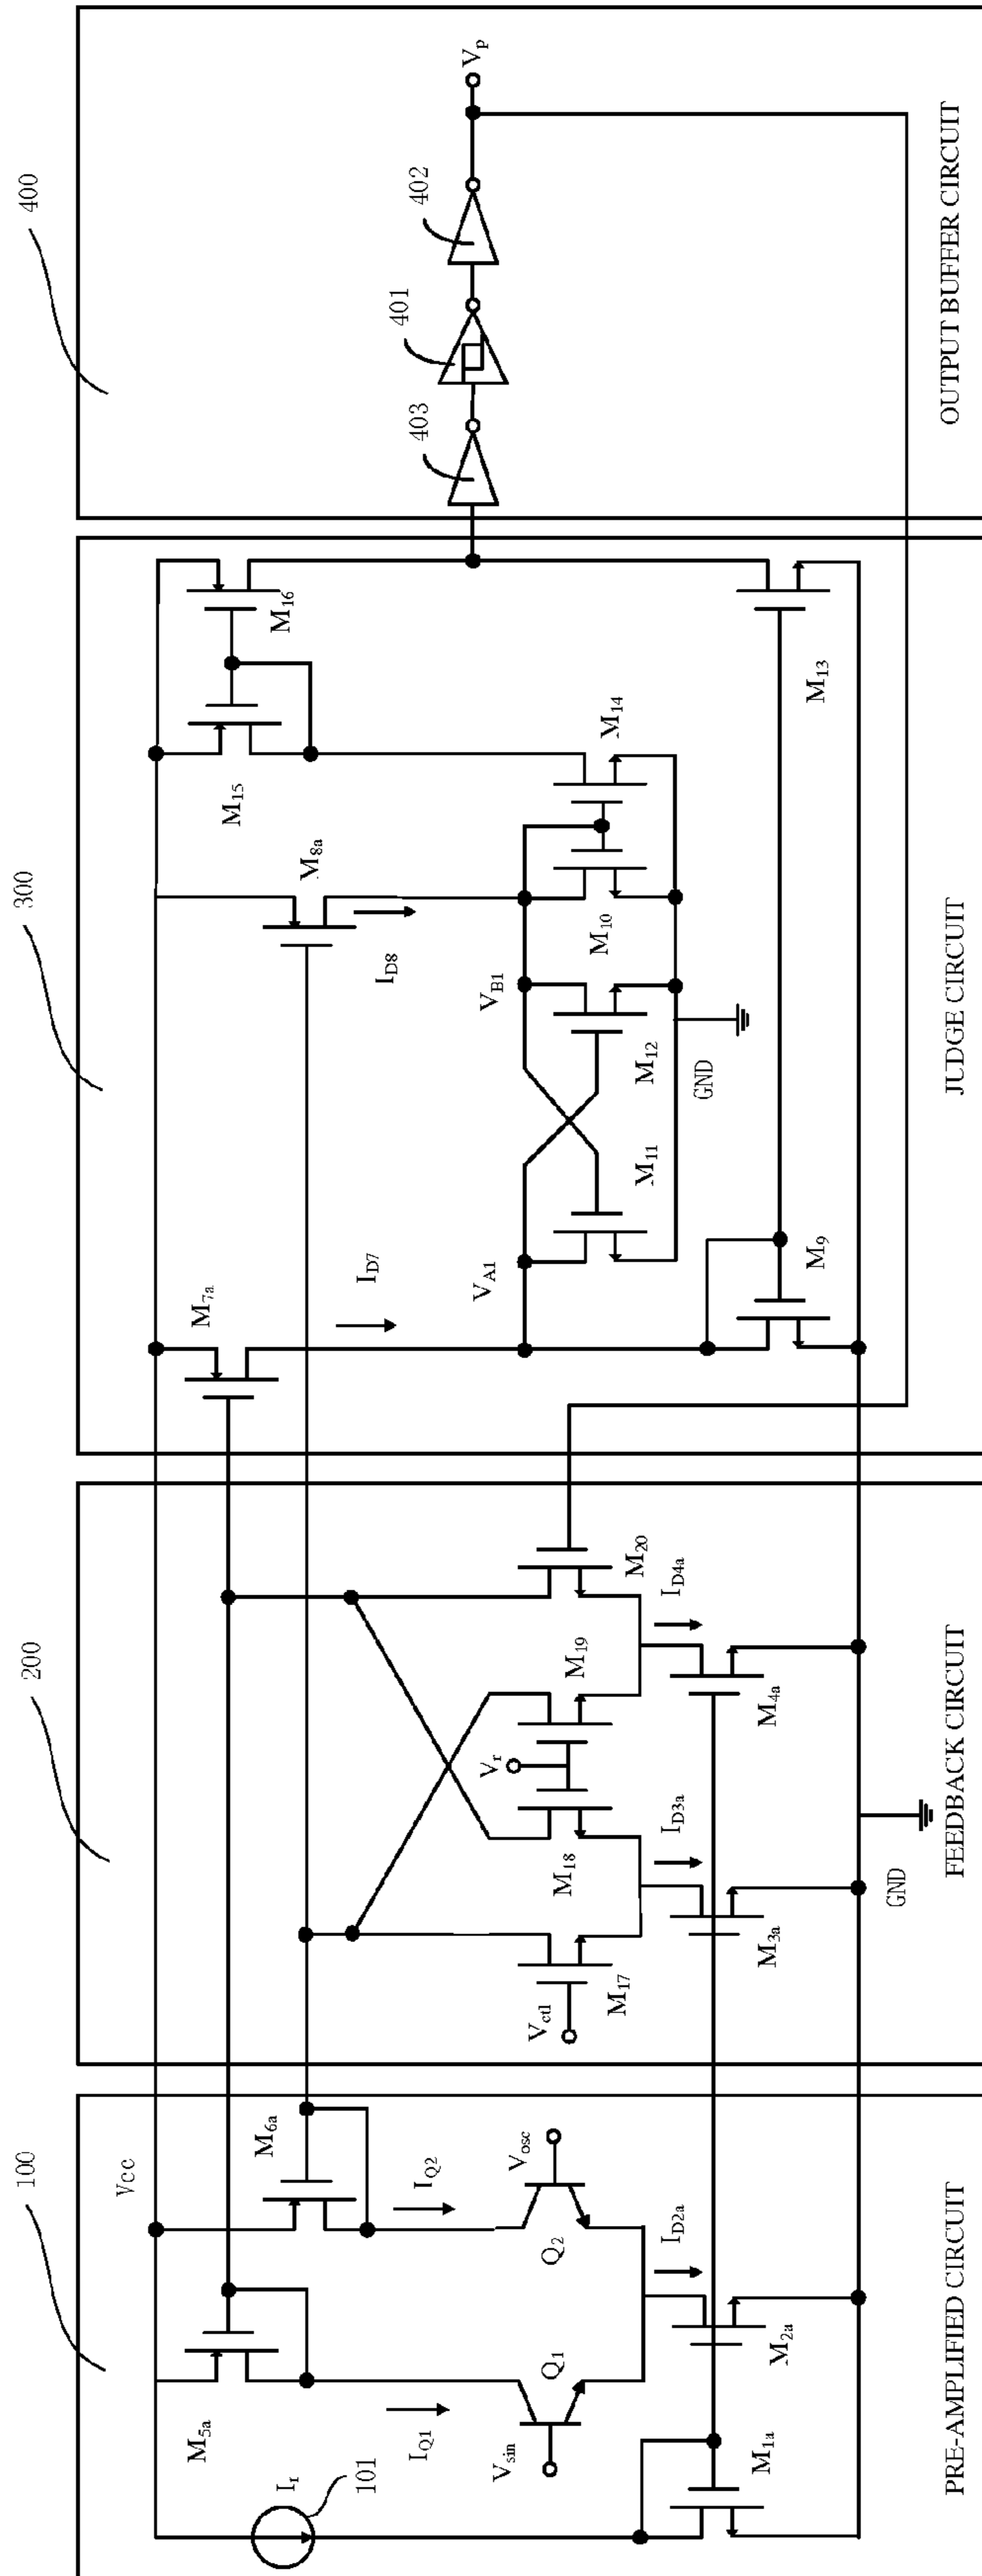 100
200
300
400
Vcc
I_r
101
M_5a
M_6a
I_Q1
I_Q2
V_sin
Q_1
Q_2
V_osc
I_D2a
M_1a
M_2a
PRE-AMPLIFIED CIRCUIT
V_ctl
M_17
M_18
V_r
M_19
M_20
I_D3a
I_D4a
M_3a
M_4a
GND
FEEDBACK CIRCUIT
M_7a
I_D7
M_8a
I_D8
M_15
M_16
V_A1
V_B1
M_11
M_12
M_10
M_14
GND
M_9
M_13
JUDGE CIRCUIT
403
401
402
V_p
OUTPUT BUFFER CIRCUIT